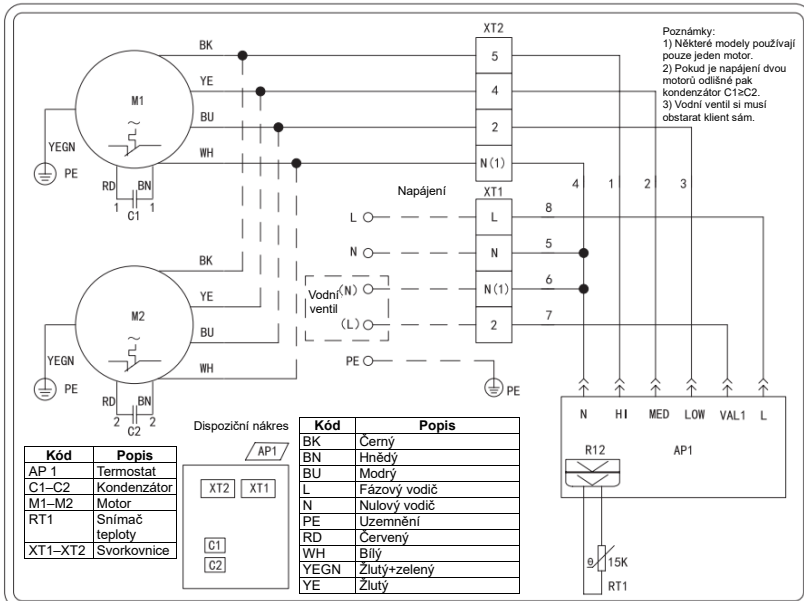 Poznámky:
1) Některé modely používají
pouze jeden motor.
2) Pokud je napájení dvou
motorů odlišné pak
kondenzátor C1≥C2.
3) Vodní ventil si musí
obstarat klient sám.
XT2
BK
5
YE
4
M1
BU
2
~
WH
N(1)
YEGN
PE
RD
BN
1
1
C1
Napájení
XT1
4
1
2
3
L
L
8
N
N
5
Vodní
ventil
(N)
N(1)
6
(L)
2
7
PE
PE
BK
YE
M2
BU
~
WH
YEGN
PE
RD
BN
2
2
C2
N
HI
MED
LOW
VAL1
L
R12
AP1
θ
15K
RT1
Dispoziční nákres
AP1
XT2
XT1
C1
C2
Kód Popis
AP 1 Termostat
C1–C2 Kondenzátor
M1–M2 Motor
RT1 Snímač
teploty
XT1–XT2 Svorkovnice
Kód Popis
BK Černý
BN Hnědý
BU Modrý
L Fázový vodič
N Nulový vodič
PE Uzemnění
RD Červený
WH Bílý
YEGN Žlutý+zelený
YE Žlutý